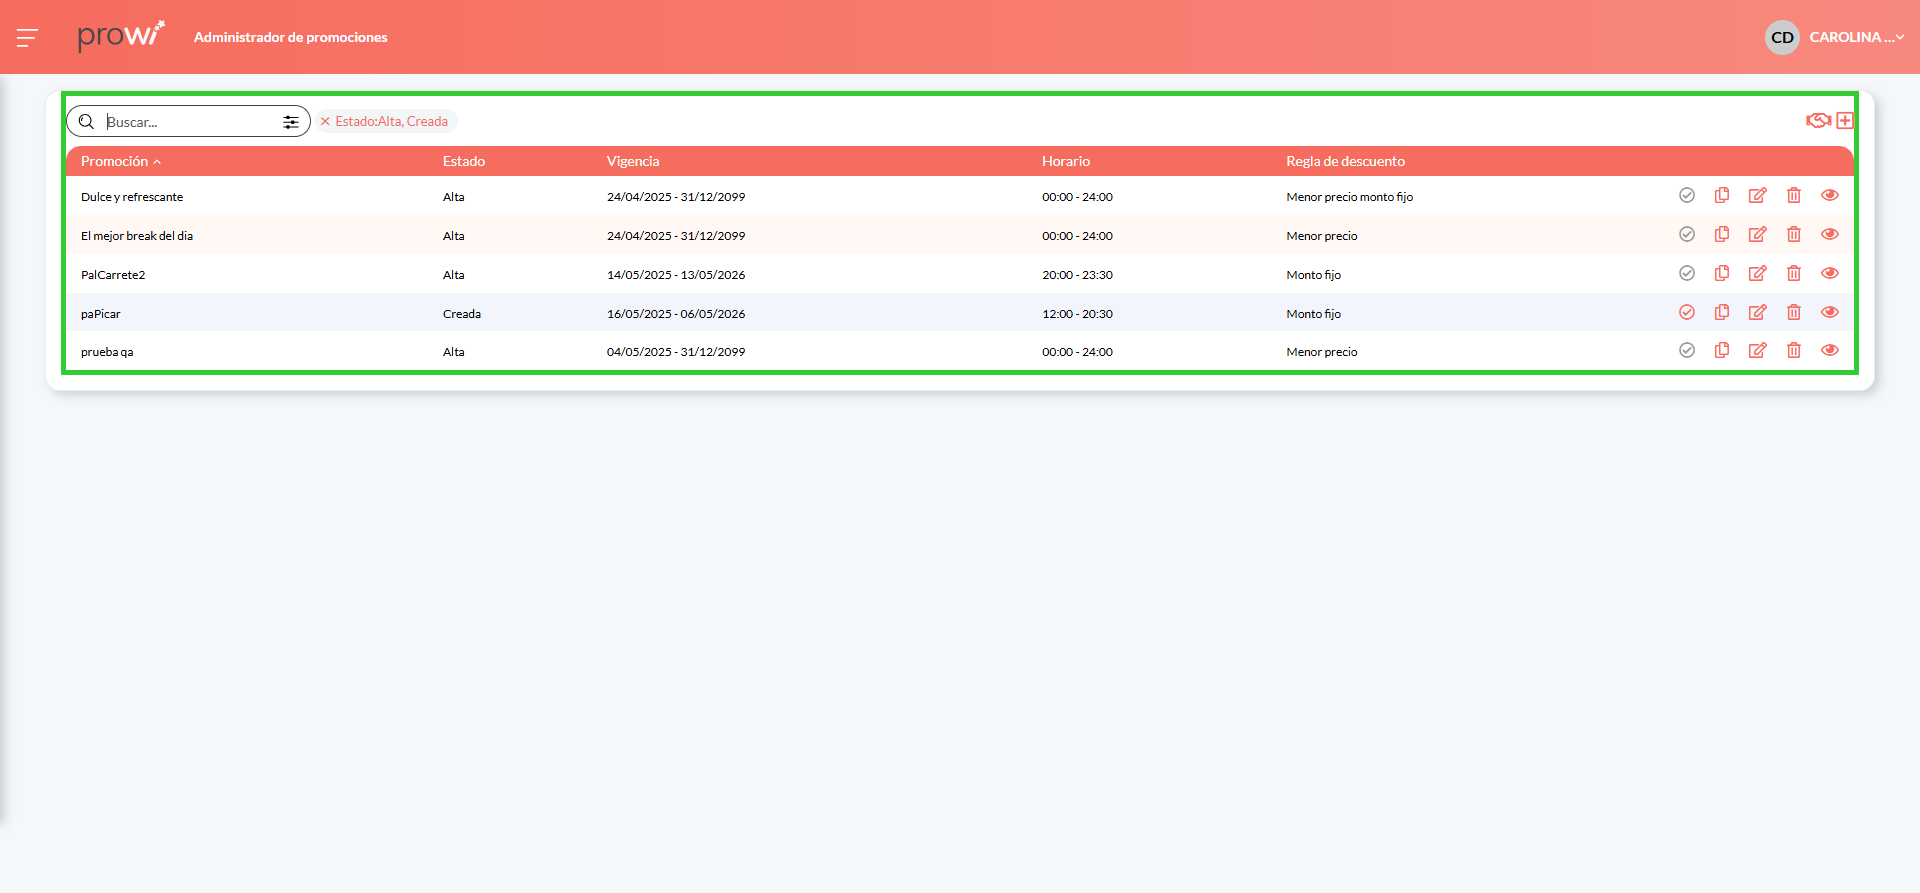 proWi Administrador de promociones CD CAROLINA ...
Buscar... Estado:Alta, Creada
Promoción Estado Vigencia Horario Regla de descuento
Dulce y refrescante Alta 24/04/2025 - 31/12/2099 00:00 - 24:00 Menor precio monto fijo
El mejor break del dia Alta 24/04/2025 - 31/12/2099 00:00 - 24:00 Menor precio
PalCarrete2 Alta 14/05/2025 - 13/05/2026 20:00 - 23:30 Monto fijo
paPicar Creada 16/05/2025 - 06/05/2026 12:00 - 20:30 Monto fijo
prueba qa Alta 04/05/2025 - 31/12/2099 00:00 - 24:00 Menor precio